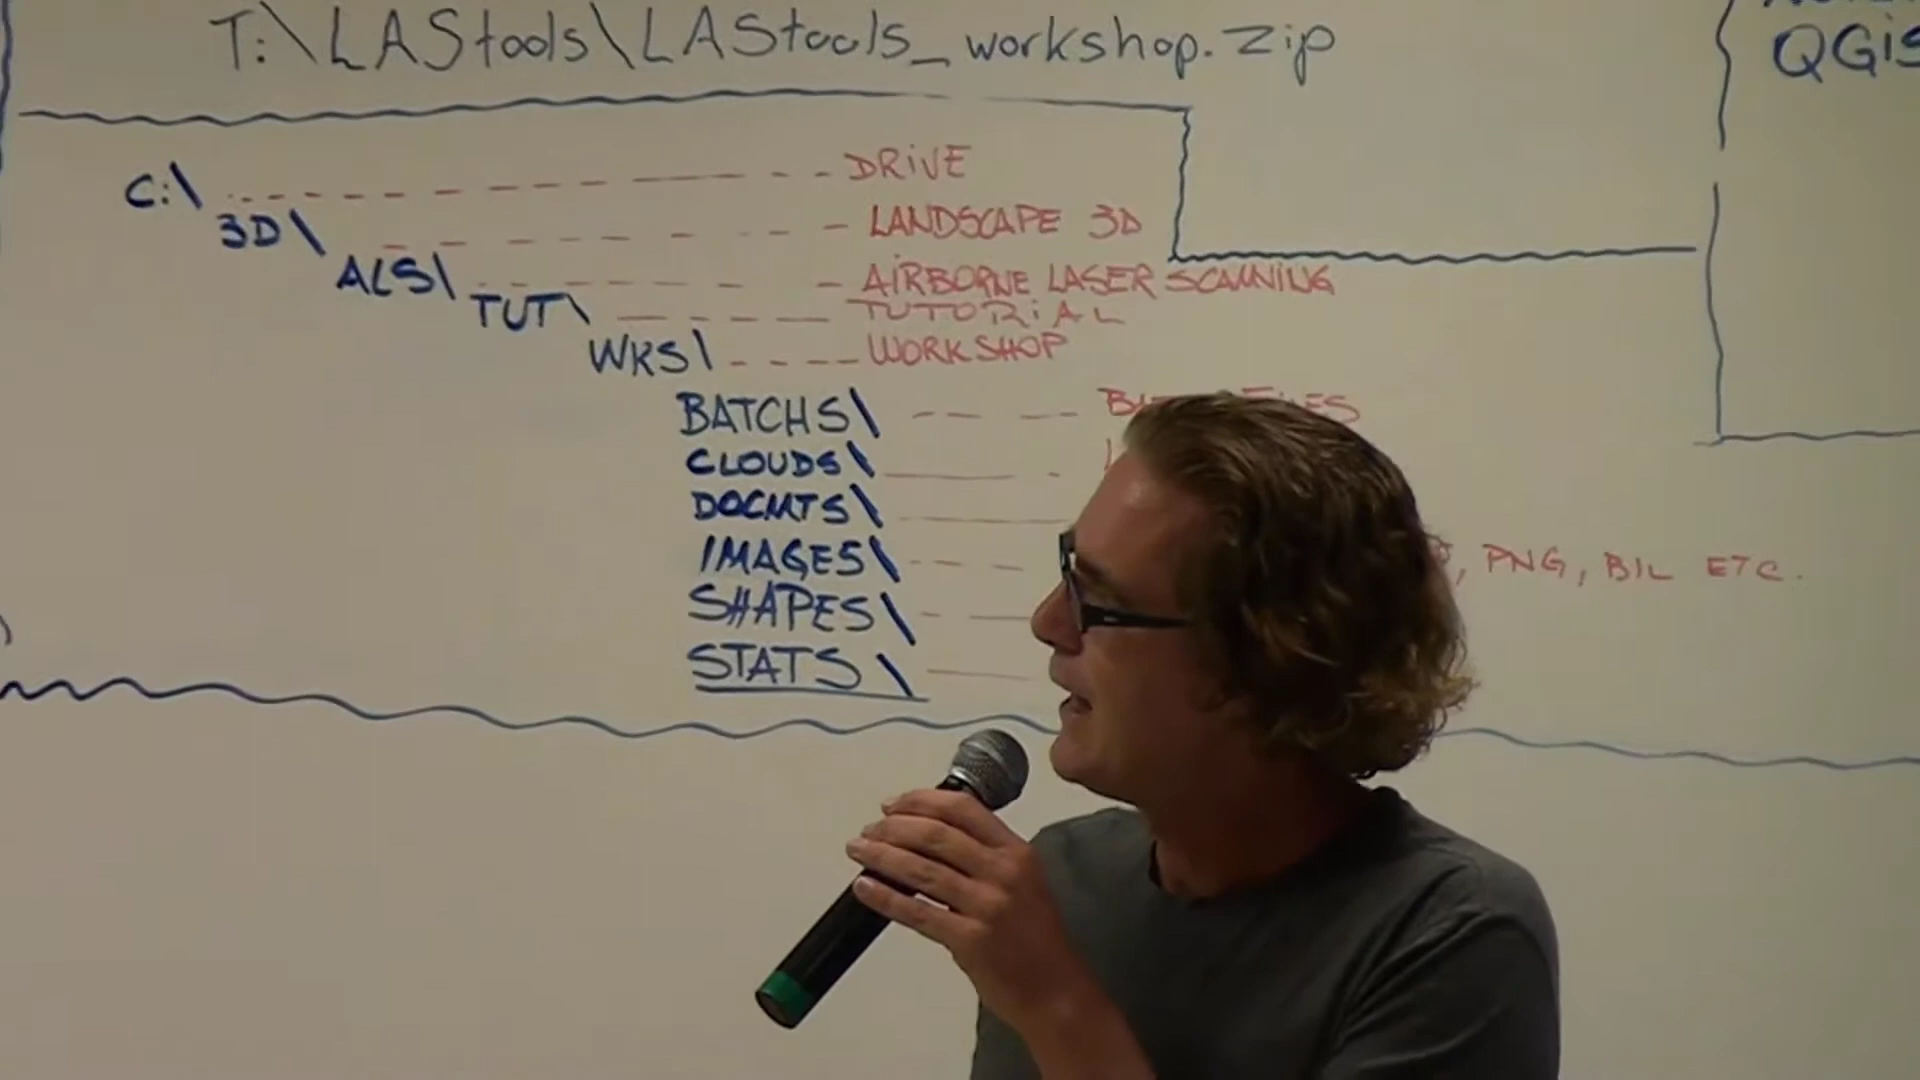 T:\LAStools\LAStools_workshop.zip
QGiS
C:\ DRiVE
3D\ LANDSCAPE 3D
ALS\ AiRBORNE LASER SCANNiNG
TUT\ TUTORiAL
WKS\ WORKSHOP
BATCHS\
CLOUDS\
DOCMTS\
IMAGES\ , PNG, BIL ETC.
SHAPES\
STATS\